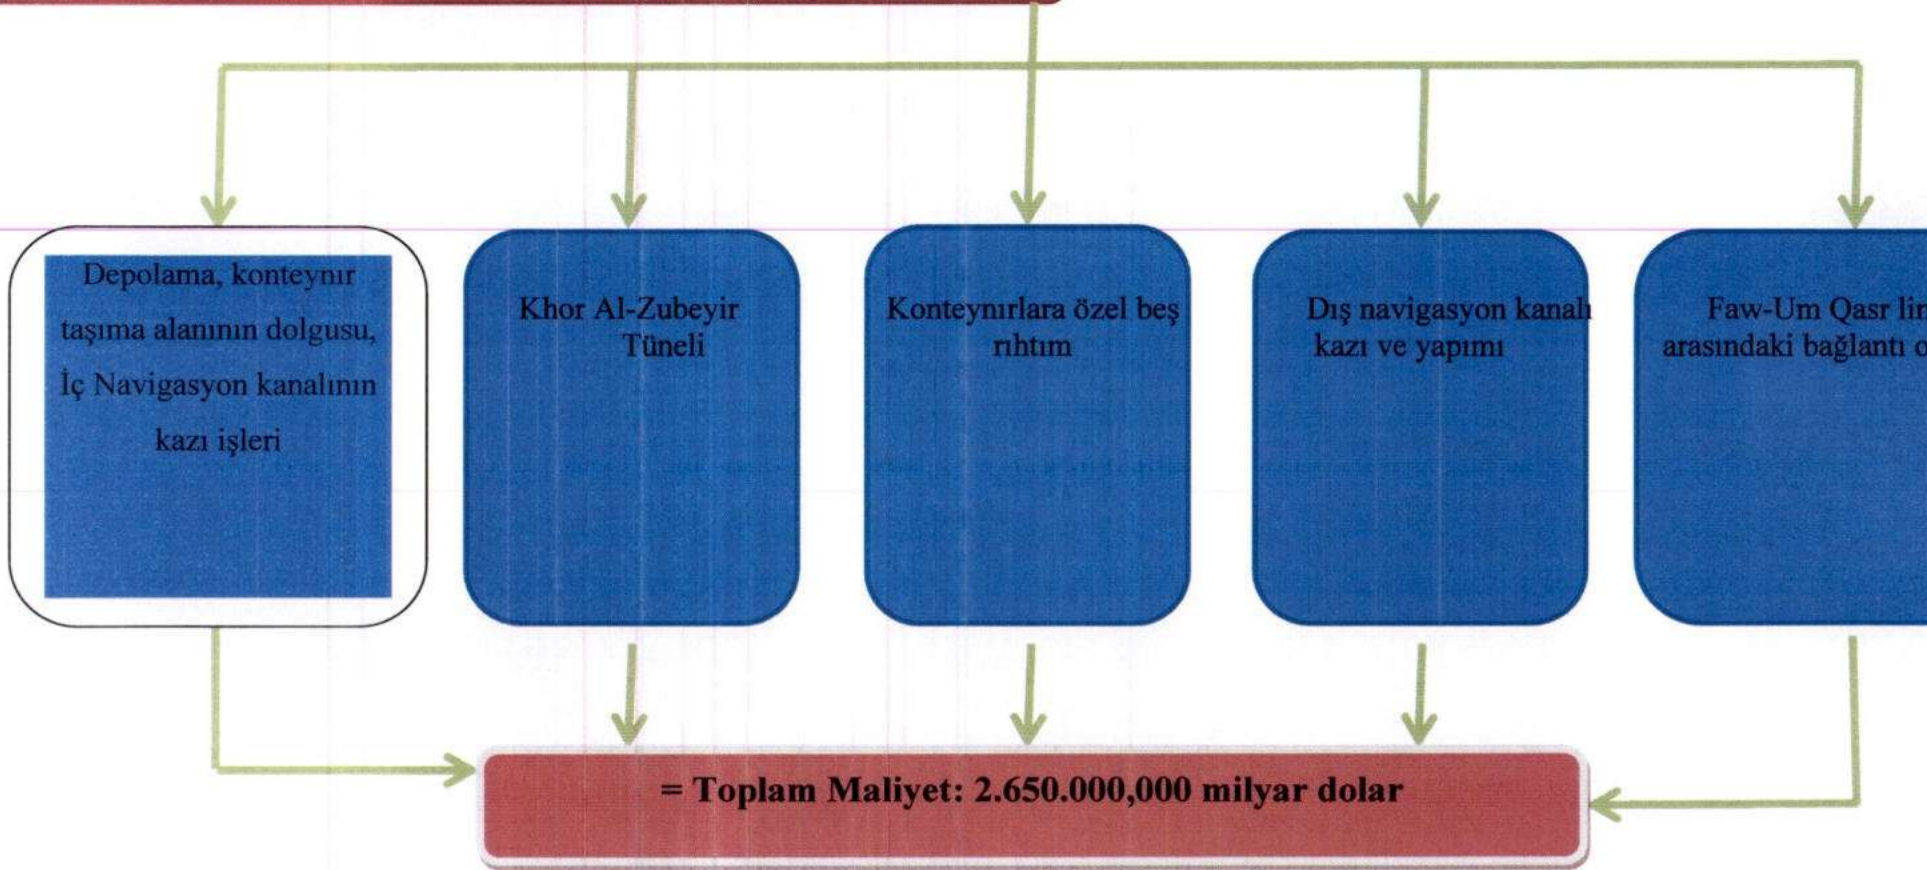 Depolama, konteynır
taşıma alanının dolgusu,
İç Navigasyon kanalının
kazı işleri
Khor Al-Zubeyir
Tüneli
Konteynırlara özel beş
rıhtım
Dış navigasyon kanalı
kazı ve yapımı
Faw-Um Qasr
arasındaki bağlantı
= Toplam Maliyet: 2.650.000,000 milyar dolar